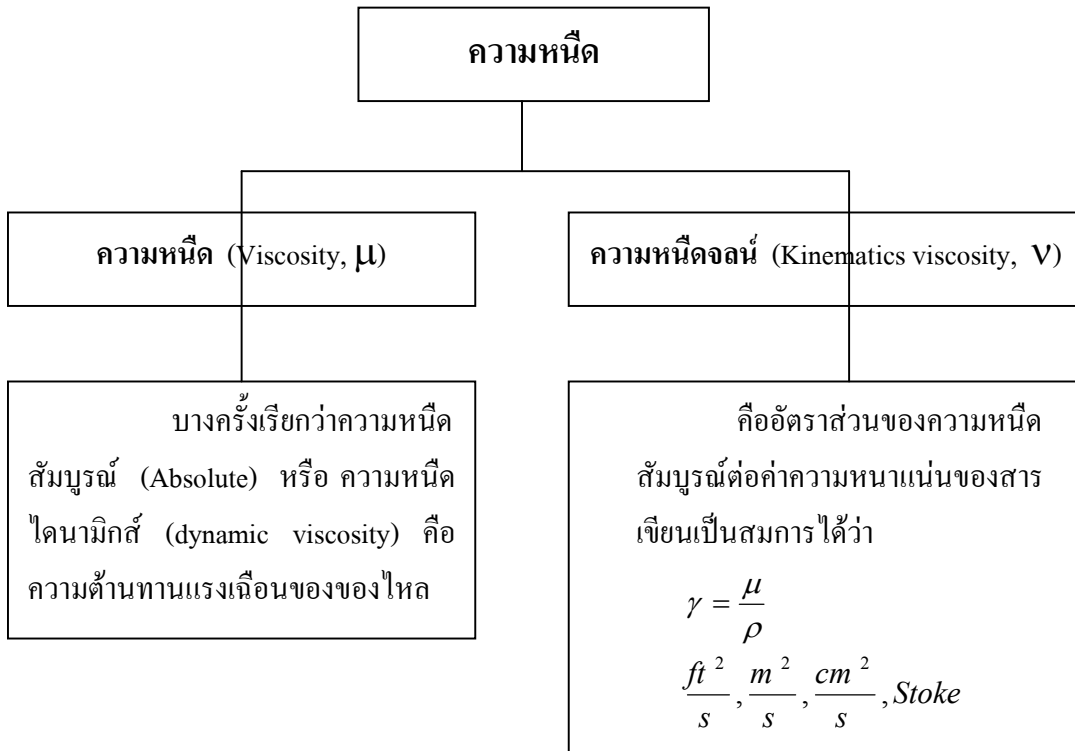 ความหนืด
ความหนืด (Viscosity, μ)
ความหนืดจลน์ (Kinematics viscosity, ν)
บางครั้งเรียกว่าความหนืด
สัมบูรณ์ (Absolute) หรือ ความหนืด
ไดนามิกส์ (dynamic viscosity) คือ
ความต้านทานแรงเฉือนของของไหล
คืออัตราส่วนของความหนืด
สัมบูรณ์ต่อค่าความหนาแน่นของสาร
เขียนเป็นสมการได้ว่า
γ = μ/ρ
ft²/s, m²/s, cm²/s, Stoke